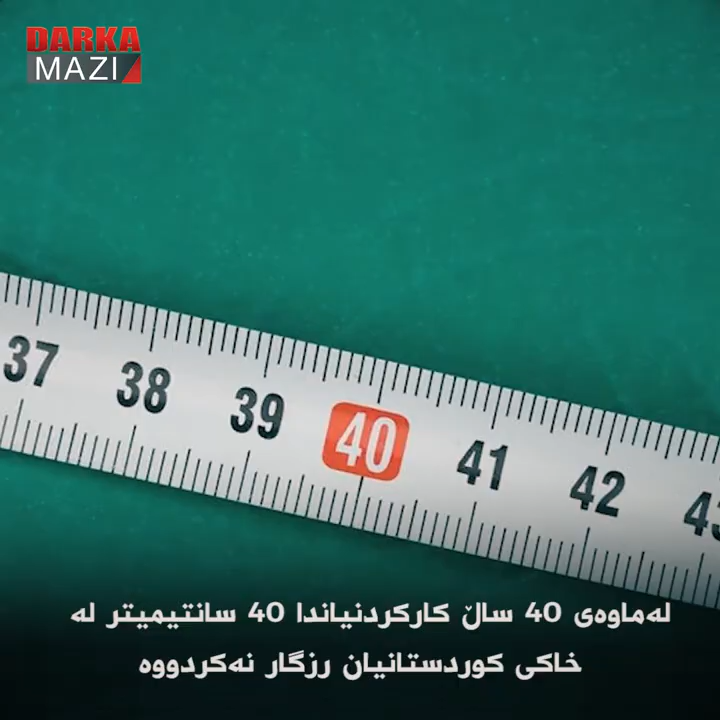 DARKA
MAZI
37 38 39 40 41 42 43
لەماوەی 40 ساڵ کارکردنیاندا 40 سانتیمیتر لە
خاکی کوردستانیان رزگار نەکردووە